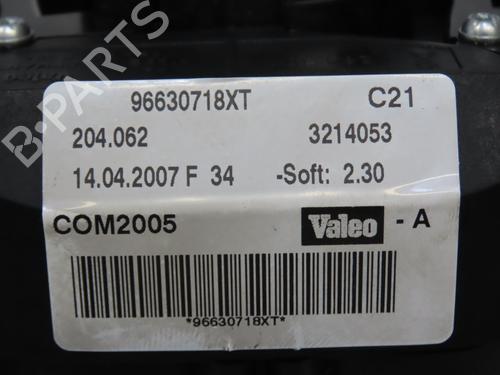 96630718XT C21
204.062 3214053
14.04.2007 F 34 -Soft: 2.30
COM2005 Valeo - A
*96630718XT*
B-PARTS